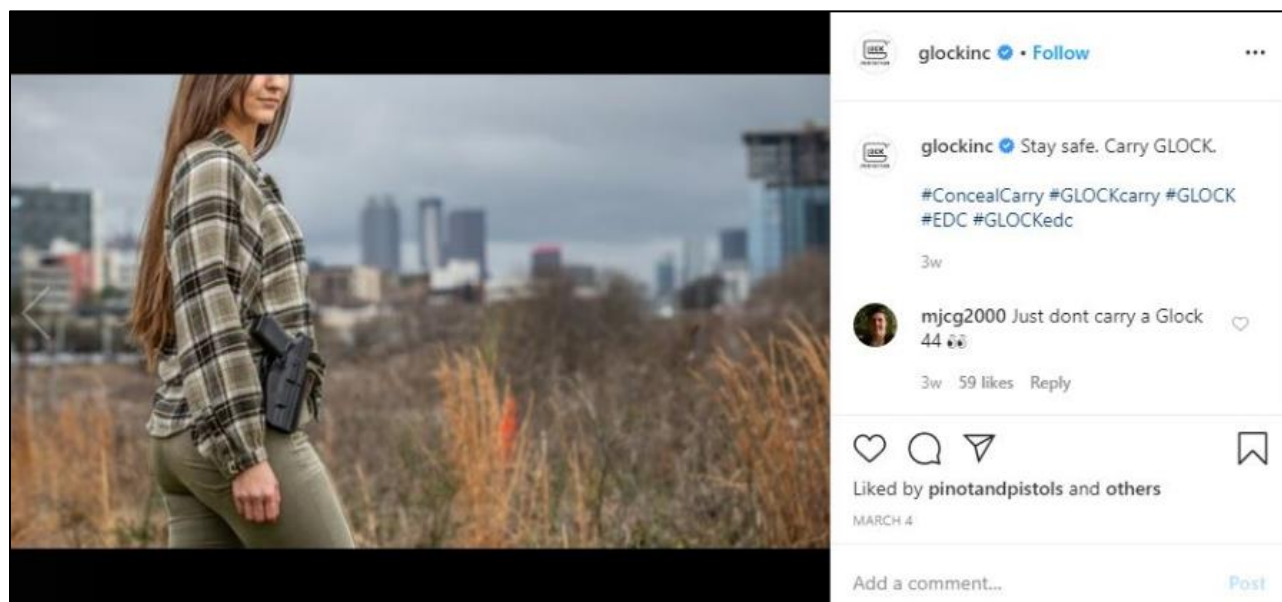 glockinc • Follow
glockinc Stay safe. Carry GLOCK.
#ConcealCarry #GLOCKcarry #GLOCK
#EDC #GLOCKedc
3w
mjcg2000 Just dont carry a Glock
44 👀
3w 59 likes Reply
Liked by pinotandpistols and others
MARCH 4
Add a comment...
Post